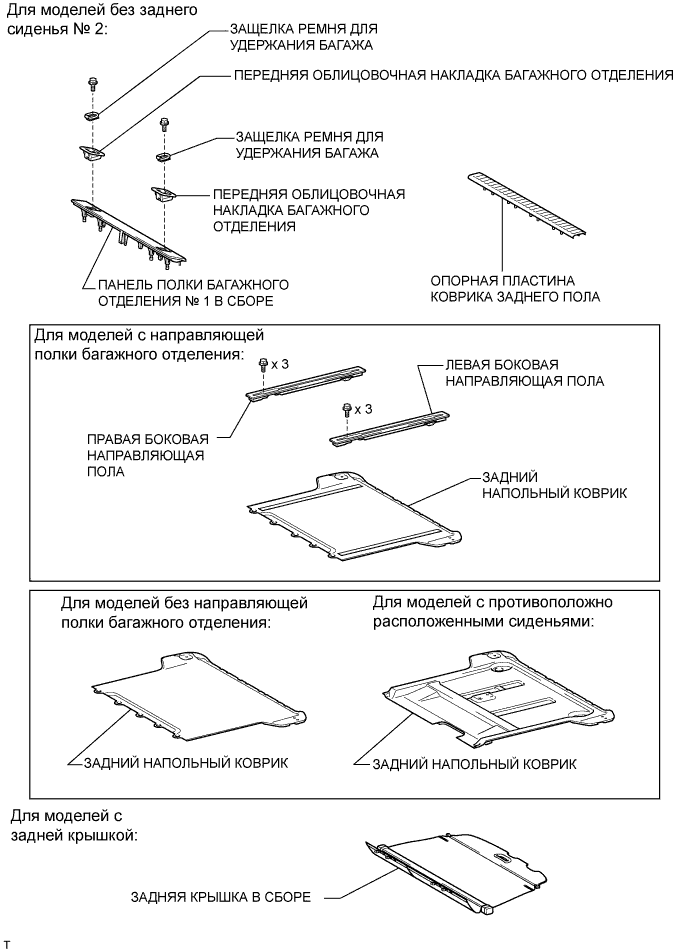 Для моделей без заднего
сиденья № 2:
ЗАЩЕЛКА РЕМНЯ ДЛЯ
УДЕРЖАНИЯ БАГАЖА
ПЕРЕДНЯЯ ОБЛИЦОВОЧНАЯ НАКЛАДКА БАГАЖНОГО ОТДЕЛЕНИЯ
ЗАЩЕЛКА РЕМНЯ ДЛЯ
УДЕРЖАНИЯ БАГАЖА
ПЕРЕДНЯЯ ОБЛИЦОВОЧНАЯ
НАКЛАДКА БАГАЖНОГО
ОТДЕЛЕНИЯ
ПАНЕЛЬ ПОЛКИ БАГАЖНОГО
ОТДЕЛЕНИЯ № 1 В СБОРЕ
ОПОРНАЯ ПЛАСТИНА
КОВРИКА ЗАДНЕГО ПОЛА
Для моделей с направляющей
полки багажного отделения:
x 3
ЛЕВАЯ БОКОВАЯ
НАПРАВЛЯЮЩАЯ ПОЛА
x 3
ПРАВАЯ БОКОВАЯ
НАПРАВЛЯЮЩАЯ
ПОЛА
ЗАДНИЙ
НАПОЛЬНЫЙ КОВРИК
Для моделей без направляющей
полки багажного отделения:
ЗАДНИЙ НАПОЛЬНЫЙ КОВРИК
Для моделей с противоположно
расположенными сиденьями:
ЗАДНИЙ НАПОЛЬНЫЙ КОВРИК
Для моделей с
задней крышкой:
ЗАДНЯЯ КРЫШКА В СБОРЕ
T